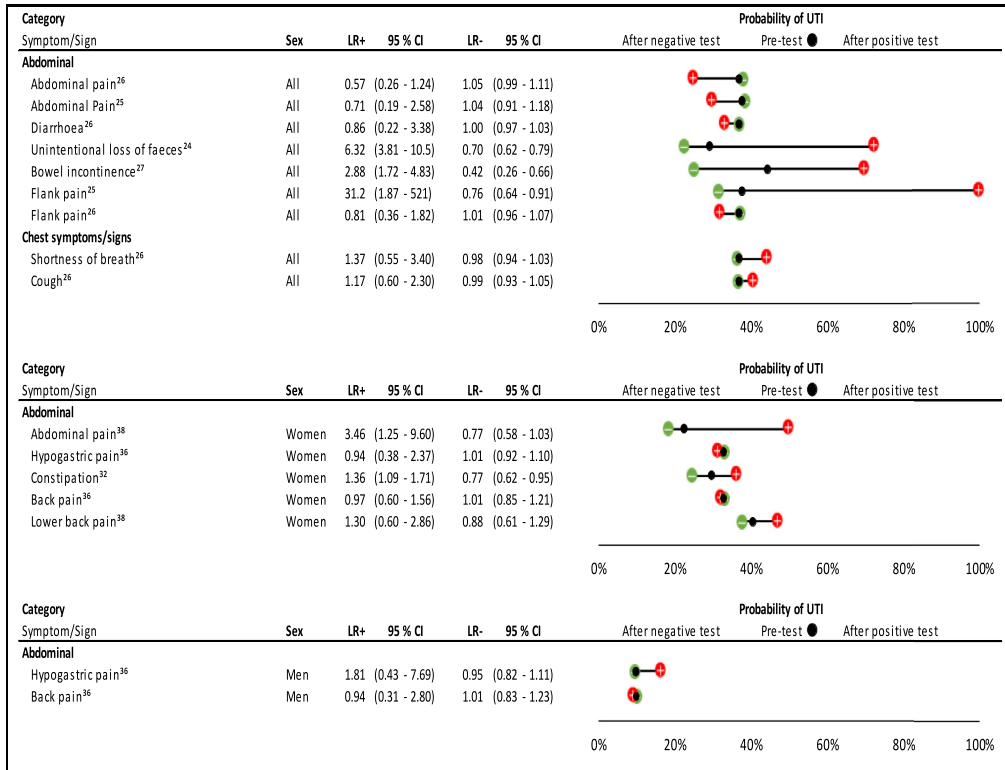 Category Probability of UTI
Symptom/Sign Sex LR+ 95 % CI LR- 95 % CI After negative test Pre-test After positive test
Abdominal
Abdominal pain²⁶ All 0.57 (0.26 - 1.24) 1.05 (0.99 - 1.11)
Abdominal Pain²⁵ All 0.71 (0.19 - 2.58) 1.04 (0.91 - 1.18)
Diarrhoea²⁶ All 0.86 (0.22 - 3.38) 1.00 (0.97 - 1.03)
Unintentional loss of faeces²⁴ All 6.32 (3.81 - 10.5) 0.70 (0.62 - 0.79)
Bowel incontinence²⁷ All 2.88 (1.72 - 4.83) 0.42 (0.26 - 0.66)
Flank pain²⁵ All 31.2 (1.87 - 521) 0.76 (0.64 - 0.91)
Flank pain²⁶ All 0.81 (0.36 - 1.82) 1.01 (0.96 - 1.07)
Chest symptoms/signs
Shortness of breath²⁶ All 1.37 (0.55 - 3.40) 0.98 (0.94 - 1.03)
Cough²⁶ All 1.17 (0.60 - 2.30) 0.99 (0.93 - 1.05)
0% 20% 40% 60% 80% 100%
Category Probability of UTI
Symptom/Sign Sex LR+ 95 % CI LR- 95 % CI After negative test Pre-test After positive test
Abdominal
Abdominal pain³⁸ Women 3.46 (1.25 - 9.60) 0.77 (0.58 - 1.03)
Hypogastric pain³⁶ Women 0.94 (0.38 - 2.37) 1.01 (0.92 - 1.10)
Constipation³² Women 1.36 (1.09 - 1.71) 0.77 (0.62 - 0.95)
Back pain³⁶ Women 0.97 (0.60 - 1.56) 1.01 (0.85 - 1.21)
Lower back pain³⁸ Women 1.30 (0.60 - 2.86) 0.88 (0.61 - 1.29)
0% 20% 40% 60% 80% 100%
Category Probability of UTI
Symptom/Sign Sex LR+ 95 % CI LR- 95 % CI After negative test Pre-test After positive test
Abdominal
Hypogastric pain³⁶ Men 1.81 (0.43 - 7.69) 0.95 (0.82 - 1.11)
Back pain³⁶ Men 0.94 (0.31 - 2.80) 1.01 (0.83 - 1.23)
0% 20% 40% 60% 80% 100%